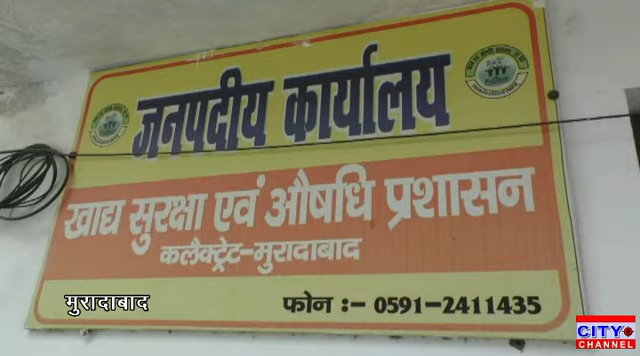 जनपदीय कार्यालय
खाद्य सुरक्षा एवं औषधि प्रशासन
कलैक्ट्रेट-मुरादाबाद
मुरादाबाद
फोन :- 0591-2411435
CITY
CHANNEL